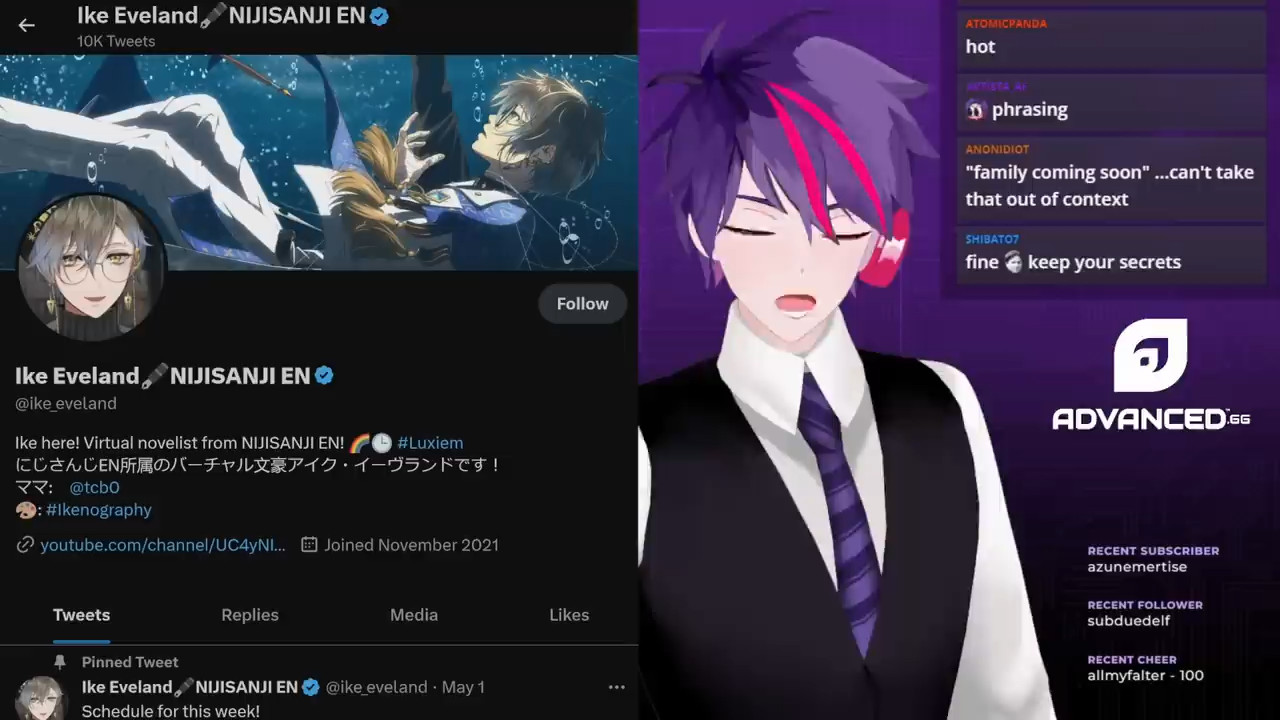 Ike Eveland🖋️NIJISANJI EN
10K Tweets
Follow
Ike Eveland🖋️NIJISANJI EN
@ike_eveland
Ike here! Virtual novelist from NIJISANJI EN! 🌈🕒 #Luxiem
にじさんじEN所属のバーチャル文豪アイク・イーヴランドです！
ママ: @tcb0
🎨: #Ikenography
youtube.com/channel/UC4yNI...
Joined November 2021
Tweets
Replies
Media
Likes
Pinned Tweet
Ike Eveland🖋️NIJISANJI EN @ike_eveland · May 1
Schedule for this week!
ATOMICPANDA
hot
phrasing
ANONIDIOT
"family coming soon" ...can't take
that out of context
SHIBATO7
fine keep your secrets
ADVANCED.GG
RECENT SUBSCRIBER
azunemertise
RECENT FOLLOWER
subduedelf
RECENT CHEER
allmyfalter - 100